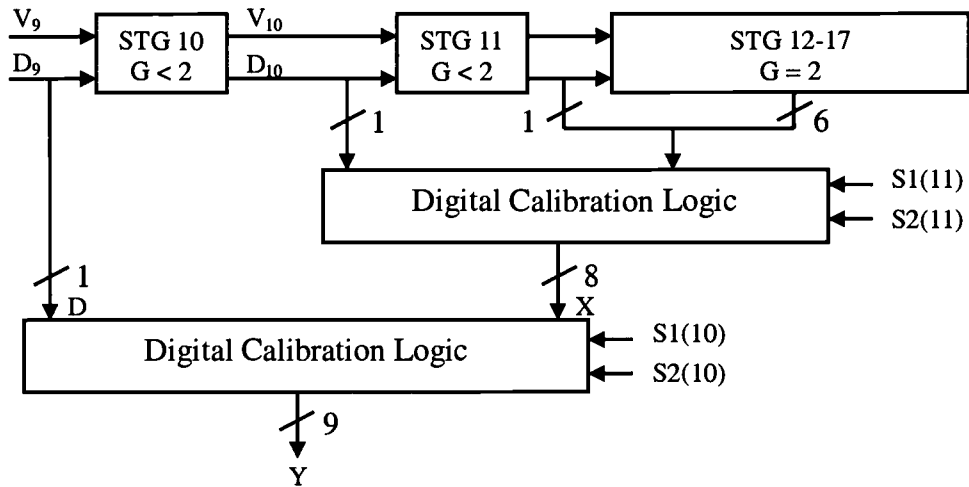 V₉
STG 10
G < 2
V₁₀
STG 11
G < 2
STG 12-17
G = 2
D₉
D₁₀
1
1
6
Digital Calibration Logic
S1(11)
S2(11)
1
8
D
X
Digital Calibration Logic
S1(10)
S2(10)
9
Y